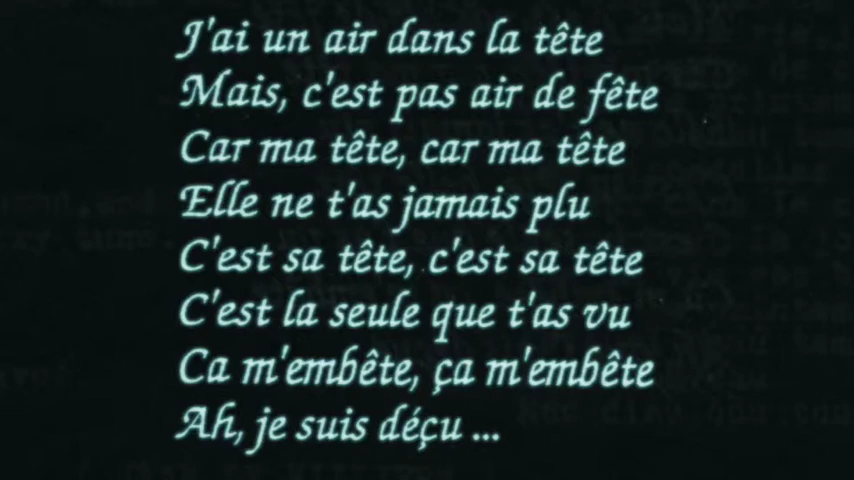 J'ai un air dans la tête
Mais, c'est pas air de fête
Car ma tête, car ma tête
Elle ne t'as jamais plu
C'est sa tête, c'est sa tête
C'est la seule que t'as vu
Ca m'embête, ça m'embête
Ah, je suis déçu ...